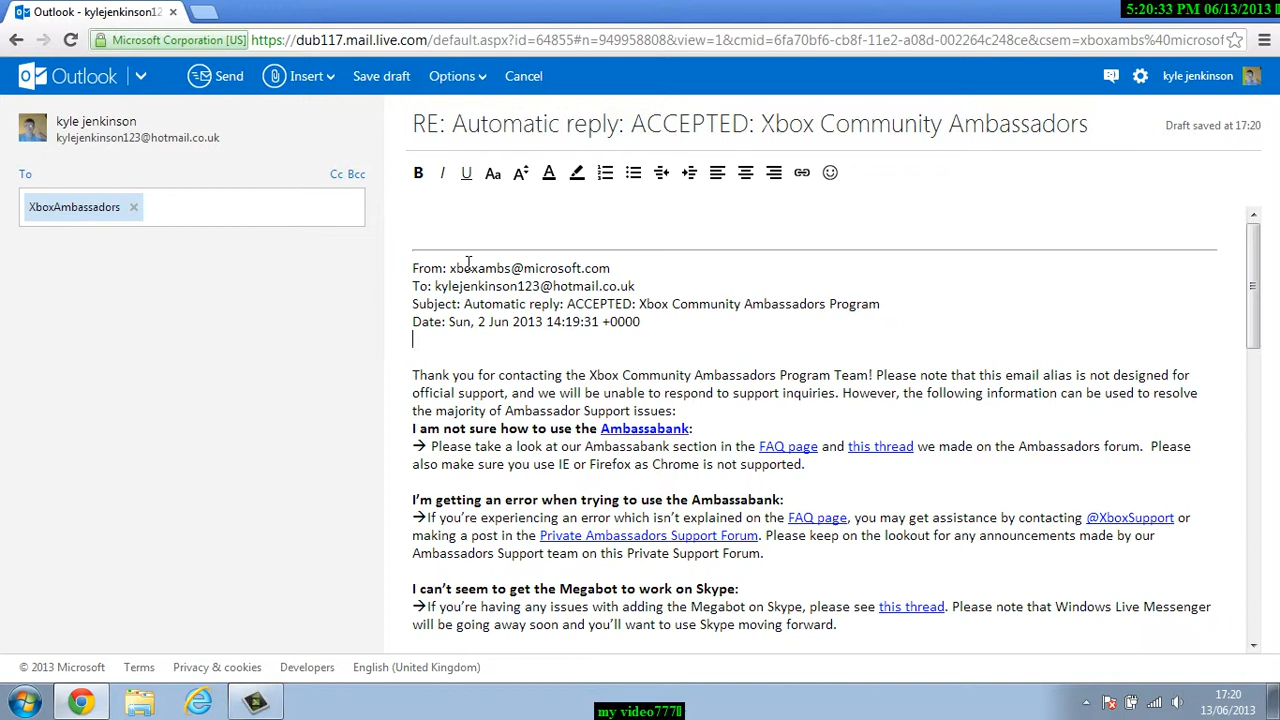 Outlook - kylejenkinson12
5:20:33 PM 06/13/2013
Microsoft Corporation [US]
https://dub117.mail.live.com/default.aspx?id=64855#n=949958808&view=1&cmid=6fa70bf6-cb8f-11e2-a08d-002264c248ce&csem=xboxambs%40microsof
Outlook
Send
Insert
Save draft
Options
Cancel
kyle jenkinson
kyle jenkinson
kylejenkinson123@hotmail.co.uk
To
Cc Bcc
XboxAmbassadors
RE: Automatic reply: ACCEPTED: Xbox Community Ambassadors
Draft saved at 17:20
B I U Aa A A
From: xboxambs@microsoft.com
To: kylejenkinson123@hotmail.co.uk
Subject: Automatic reply: ACCEPTED: Xbox Community Ambassadors Program
Date: Sun, 2 Jun 2013 14:19:31 +0000
Thank you for contacting the Xbox Community Ambassadors Program Team! Please note that this email alias is not designed for
official support, and we will be unable to respond to support inquiries. However, the following information can be used to resolve
the majority of Ambassador Support issues:
I am not sure how to use the Ambassabank:
→ Please take a look at our Ambassabank section in the FAQ page and this thread we made on the Ambassadors forum.  Please
also make sure you use IE or Firefox as Chrome is not supported.
I'm getting an error when trying to use the Ambassabank:
→If you're experiencing an error which isn't explained on the FAQ page, you may get assistance by contacting @XboxSupport or
making a post in the Private Ambassadors Support Forum. Please keep on the lookout for any announcements made by our
Ambassadors Support team on this Private Support Forum.
I can't seem to get the Megabot to work on Skype:
→If you're having any issues with adding the Megabot on Skype, please see this thread. Please note that Windows Live Messenger
will be going away soon and you'll want to use Skype moving forward.
© 2013 Microsoft
Terms
Privacy & cookies
Developers
English (United Kingdom)
my video777
17:20
13/06/2013